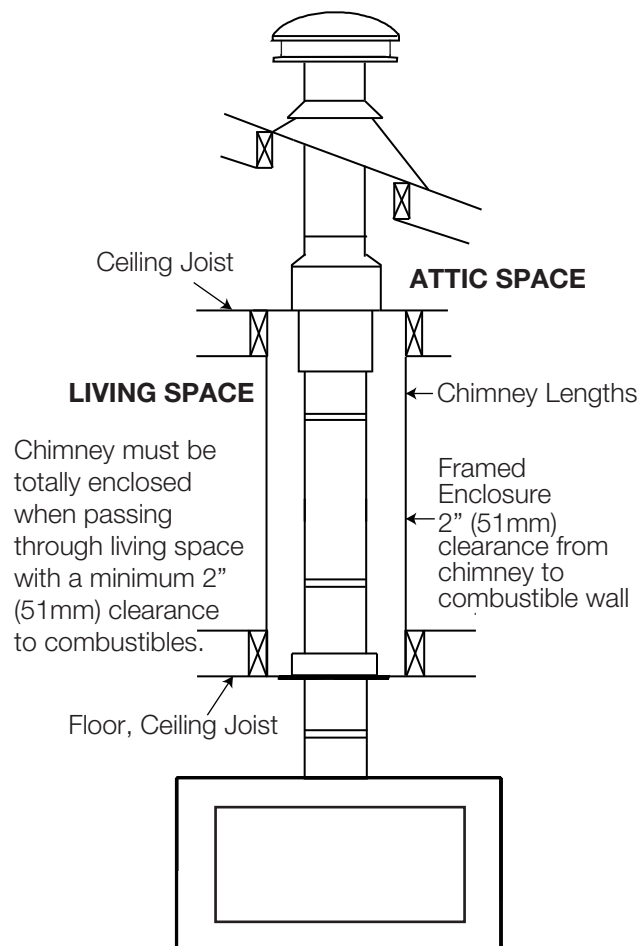 Ceiling Joist
ATTIC SPACE
LIVING SPACE
Chimney Lengths
Chimney must be
totally enclosed
when passing
through living space
with a minimum 2”
(51mm) clearance
to combustibles.
Framed
Enclosure
2” (51mm)
clearance from
chimney to
combustible wall
Floor, Ceiling Joist